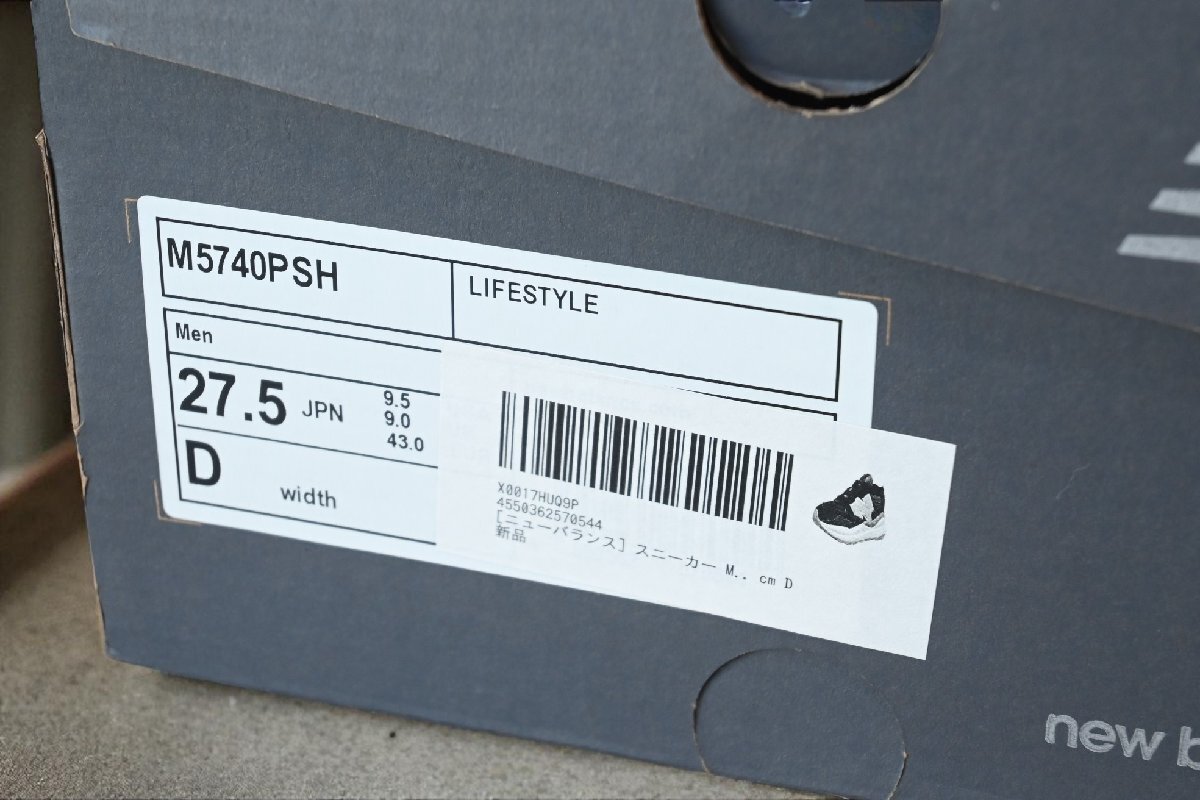 M5740PSH
LIFESTYLE
Men
27.5 JPN
9.5
9.0
43.0
D width
X0017HUQ9P
4550362570544
[ニューバランス] スニーカー M.. cm D
新品
new b